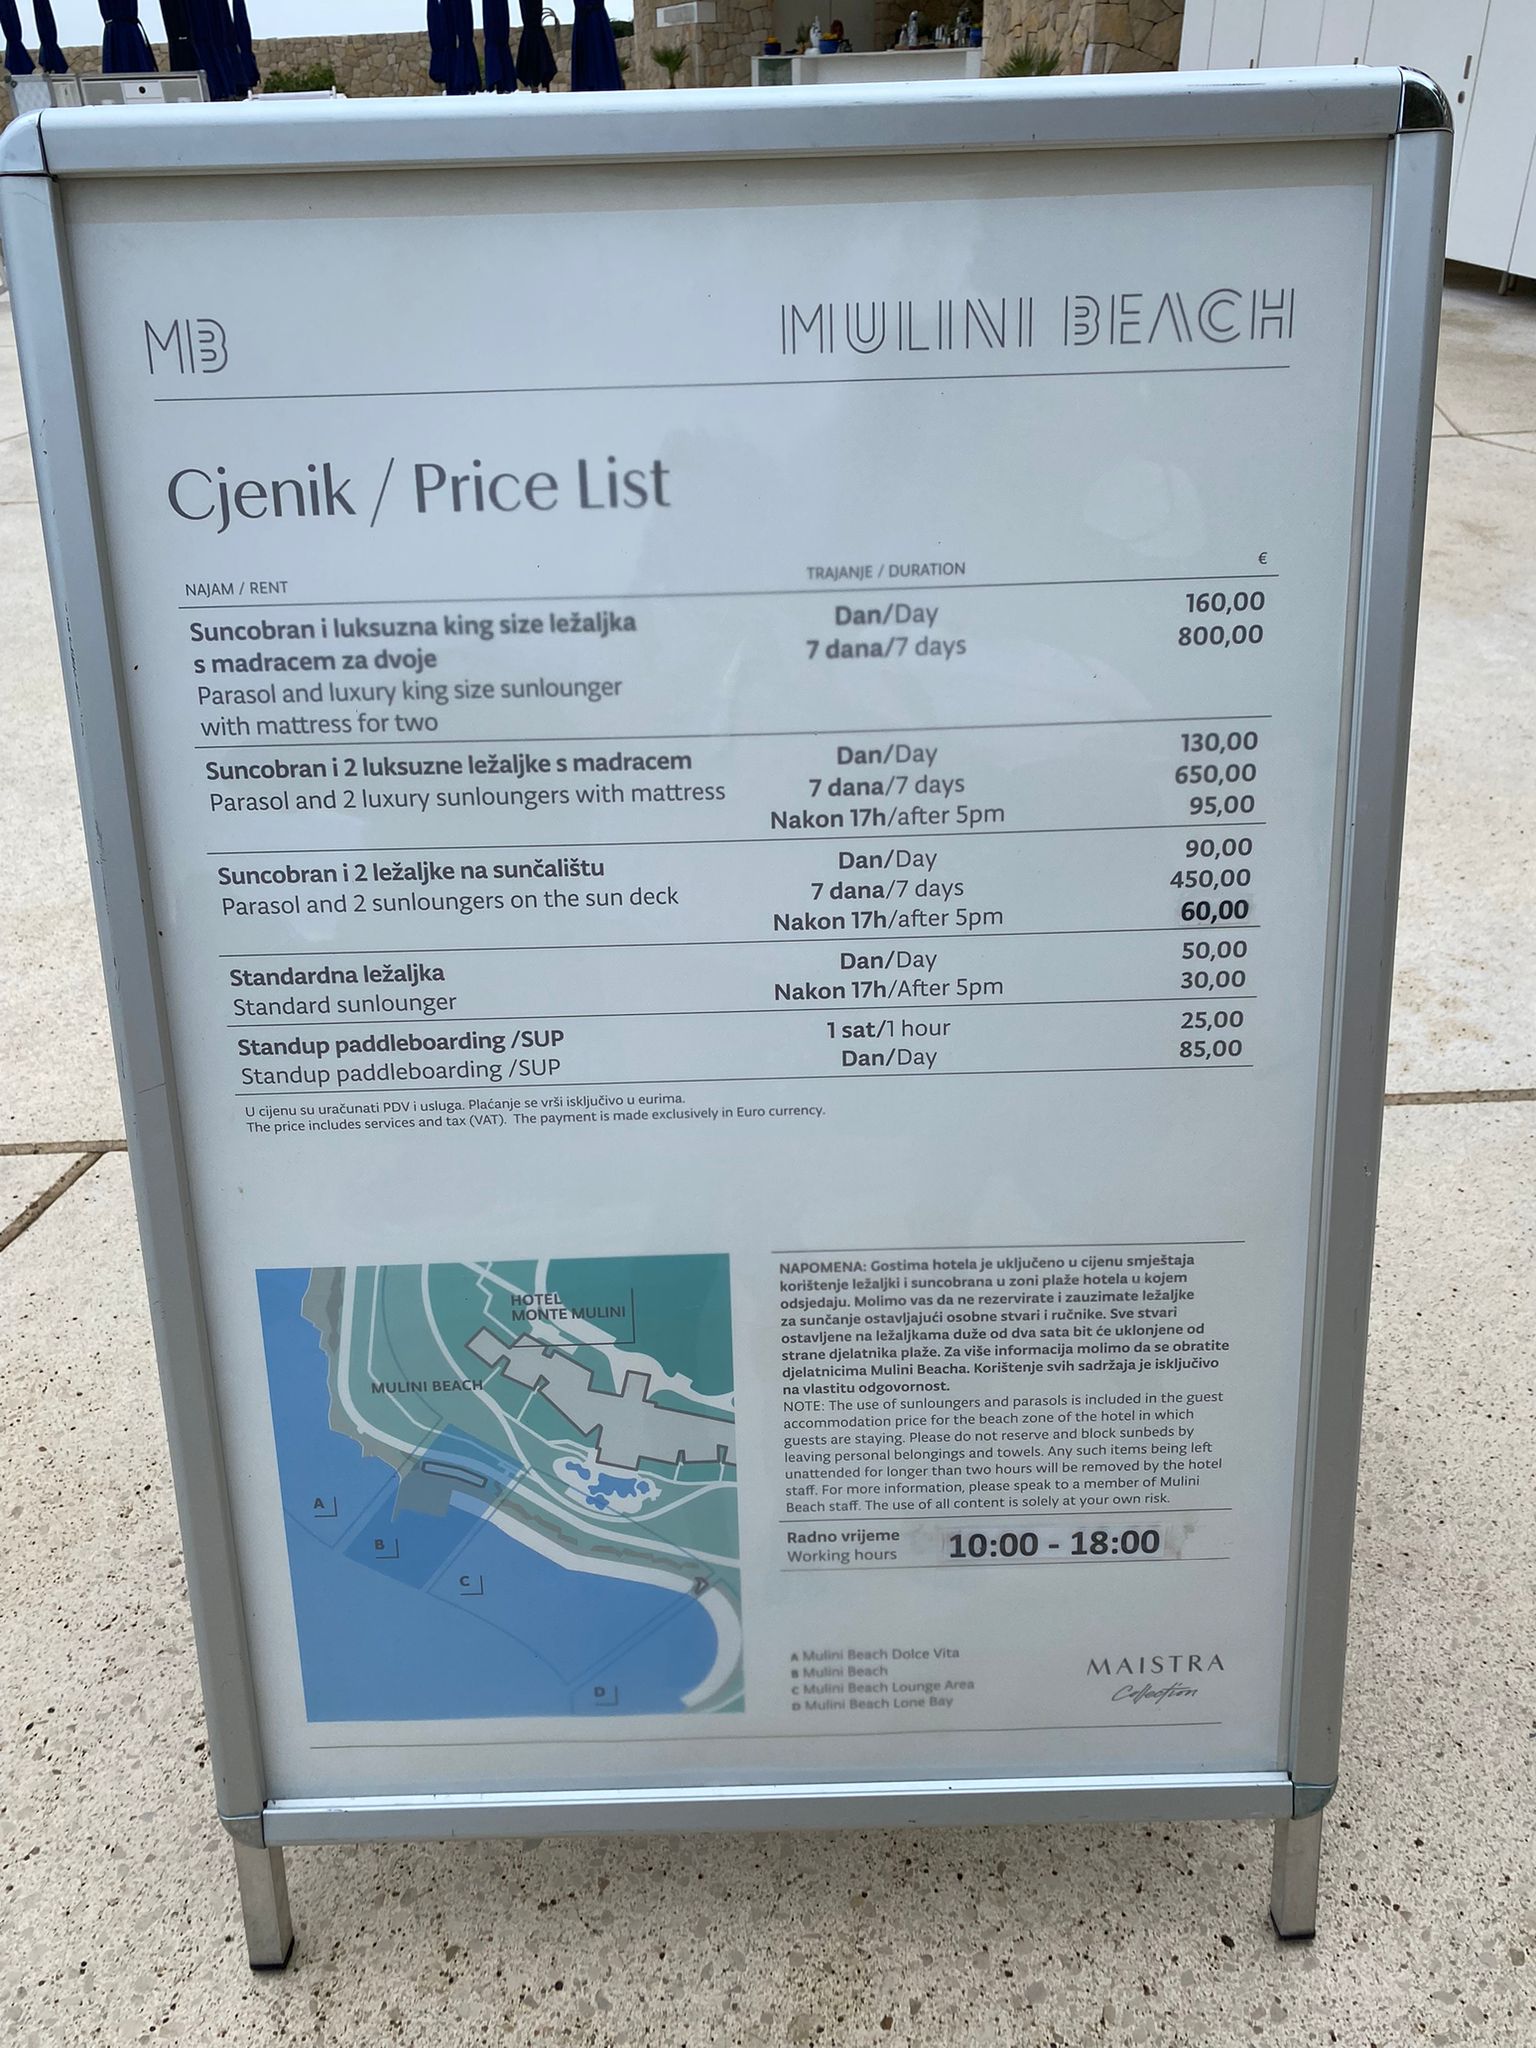 MB
MULINI BEACH
Cjenik / Price List
NAJAM / RENT TRAJANJE / DURATION €
Suncobran i luksuzna king size ležaljka Dan/Day 160,00
s madracem za dvoje 7 dana/7 days 800,00
Parasol and luxury king size sunlounger
with mattress for two
Suncobran i 2 luksuzne ležaljke s madracem Dan/Day 130,00
Parasol and 2 luxury sunloungers with mattress 7 dana/7 days 650,00
Nakon 17h/after 5pm 95,00
Suncobran i 2 ležaljke na sunčalištu Dan/Day 90,00
Parasol and 2 sunloungers on the sun deck 7 dana/7 days 450,00
Nakon 17h/after 5pm 60,00
Standardna ležaljka Dan/Day 50,00
Standard sunlounger Nakon 17h/After 5pm 30,00
Standup paddleboarding /SUP 1 sat/1 hour 25,00
Standup paddleboarding /SUP Dan/Day 85,00
U cijenu su uračunati PDV i usluga. Plaćanje se vrši isključivo u eurima.
The price includes services and tax (VAT). The payment is made exclusively in Euro currency.
HOTEL
MONTE MULINI
MULINI BEACH
A
B
C
D
NAPOMENA: Gostima hotela je uključeno u cijenu smještaja
korištenje ležaljki i suncobrana u zoni plaže hotela u kojem
odsjedaju. Molimo vas da ne rezervirate i zauzimate ležaljke
za sunčanje ostavljajući osobne stvari i ručnike. Sve stvari
ostavljene na ležaljkama duže od dva sata bit će uklonjene od
strane djelatnika plaže. Za više informacija molimo da se obratite
djelatnicima Mulini Beacha. Korištenje svih sadržaja je isključivo
na vlastitu odgovornost.
NOTE: The use of sunloungers and parasols is included in the guest
accommodation price for the beach zone of the hotel in which
guests are staying. Please do not reserve and block sunbeds by
leaving personal belongings and towels. Any such items being left
unattended for longer than two hours will be removed by the hotel
staff. For more information, please speak to a member of Mulini
Beach staff. The use of all content is solely at your own risk.
Radno vrijeme
Working hours
10:00 - 18:00
A Mulini Beach Dolce Vita
B Mulini Beach
C Mulini Beach Lounge Area
D Mulini Beach Lone Bay
MAISTRA
Collection